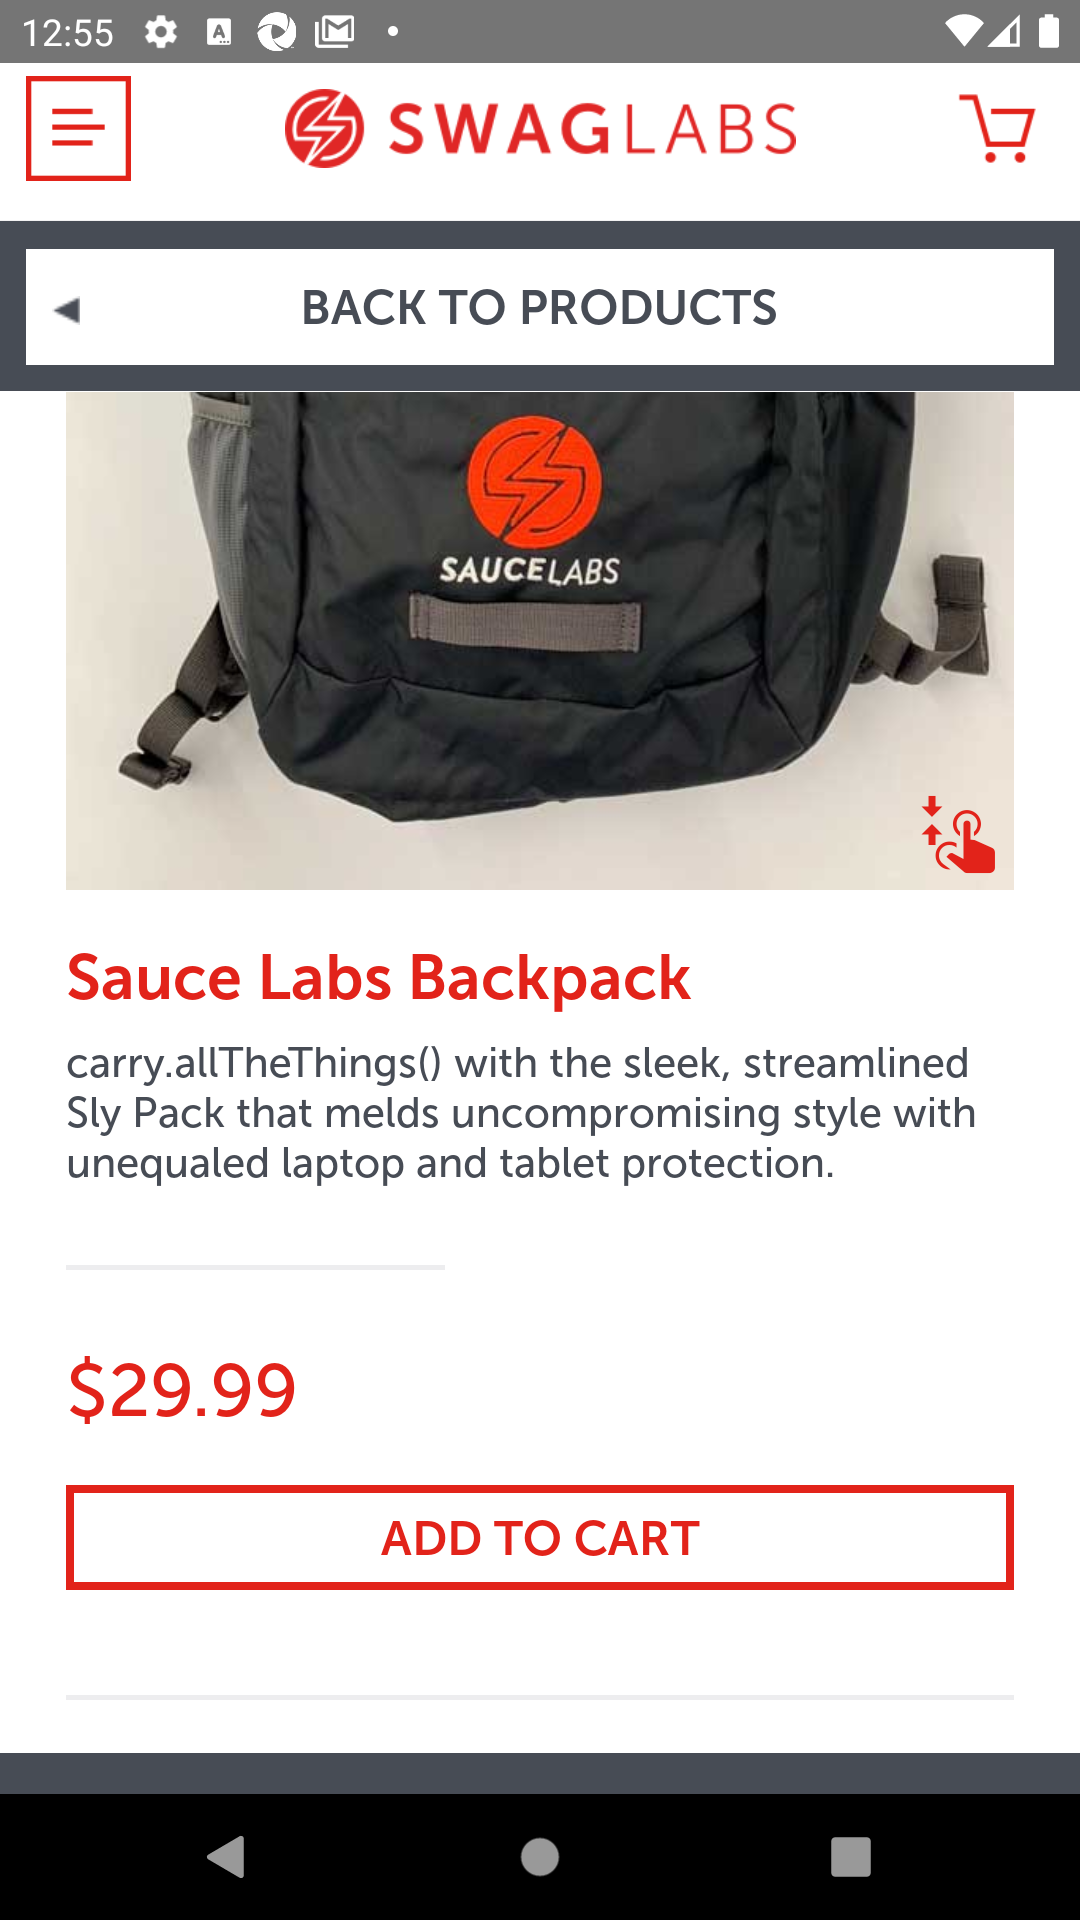 12:55
SWAGLABS
BACK TO PRODUCTS
SAUCELABS
Sauce Labs Backpack
carry.allTheThings() with the sleek, streamlined
Sly Pack that melds uncompromising style with
unequaled laptop and tablet protection.
$29.99
ADD TO CART